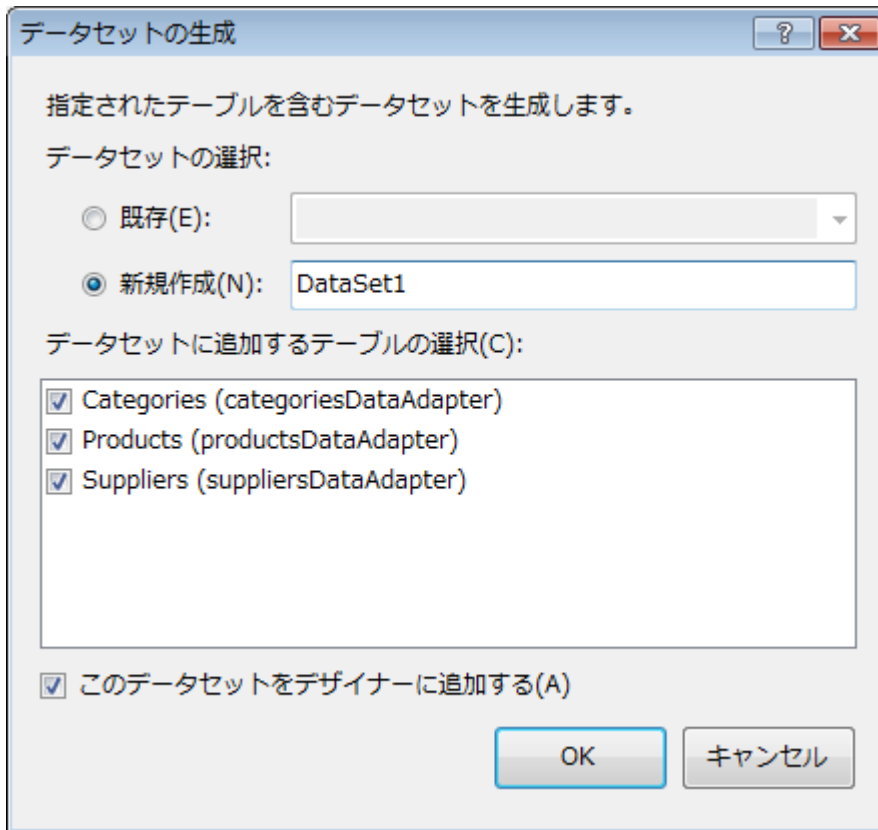 データセットの生成
指定されたテーブルを含むデータセットを生成します。
データセットの選択:
既存(E):
新規作成(N): DataSet1
データセットに追加するテーブルの選択(C):
Categories (categoriesDataAdapter)
Products (productsDataAdapter)
Suppliers (suppliersDataAdapter)
このデータセットをデザイナーに追加する(A)
OK キャンセル